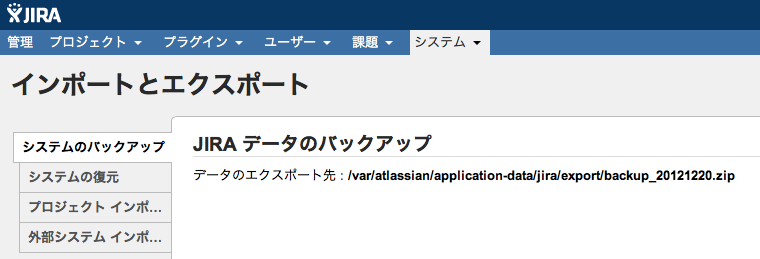 JIRA
管理 プロジェクト プラグイン ユーザー 課題 システム
インポートとエクスポート
システムのバックアップ
システムの復元
プロジェクト インポ...
外部システム インポ...
JIRA データのバックアップ
データのエクスポート先 : /var/atlassian/application-data/jira/export/backup_20121220.zip